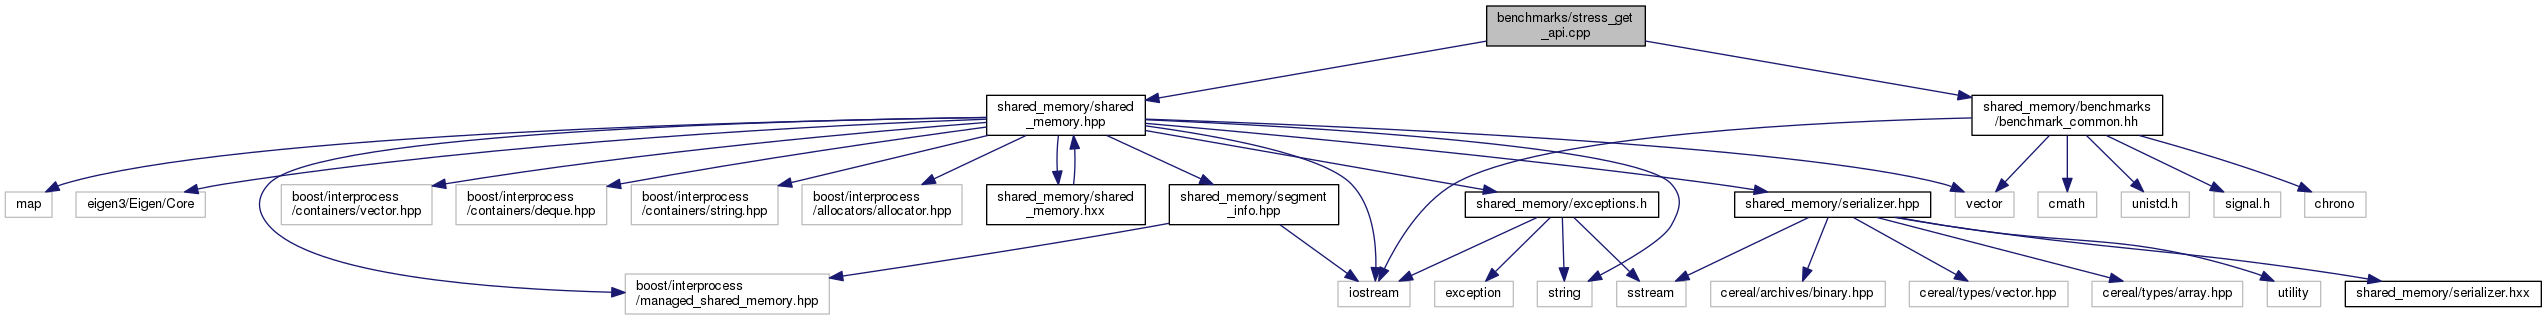 benchmarks/stress_get
_api.cpp
shared_memory/shared
_memory.hpp
shared_memory/benchmarks
/benchmark_common.hh
map
eigen3/Eigen/Core
boost/interprocess
/containers/vector.hpp
boost/interprocess
/containers/deque.hpp
boost/interprocess
/containers/string.hpp
boost/interprocess
/allocators/allocator.hpp
shared_memory/shared
_memory.hxx
shared_memory/segment
_info.hpp
shared_memory/exceptions.h
shared_memory/serializer.hpp
vector
cmath
unistd.h
signal.h
chrono
boost/interprocess
/managed_shared_memory.hpp
iostream
exception
string
sstream
cereal/archives/binary.hpp
cereal/types/vector.hpp
cereal/types/array.hpp
utility
shared_memory/serializer.hxx